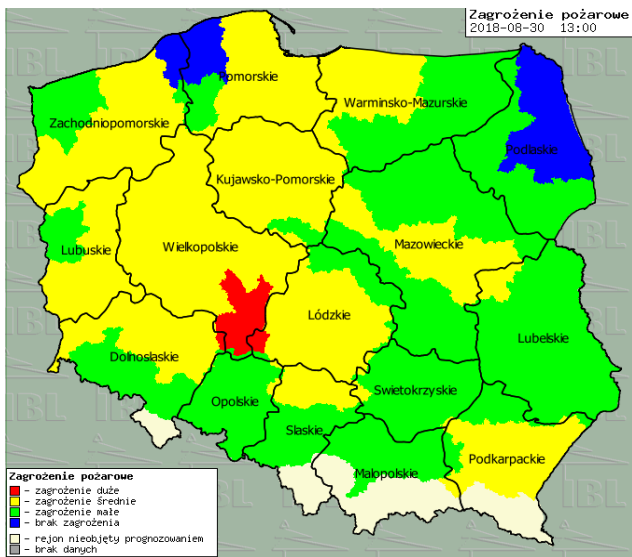 Zagrożenie pożarowe
2018-08-30 13:00
Pomorskie
Warminsko-Mazurskie
Zachodniopomorskie
Podlaskie
Kujawsko-Pomorskie
Lubuskie
Wielkopolskie
Mazowieckie
Lódzkie
Lubelskie
Dolnoslaskie
Opolskie
Swietokrzyskie
Slaskie
Podkarpackie
Malopolskie
Zagrożenie pożarowe
- zagrożenie duże
- zagrożenie średnie
- zagrożenie małe
- brak zagrożenia
- rejon nieobjęty prognozowaniem
- brak danych
IBL